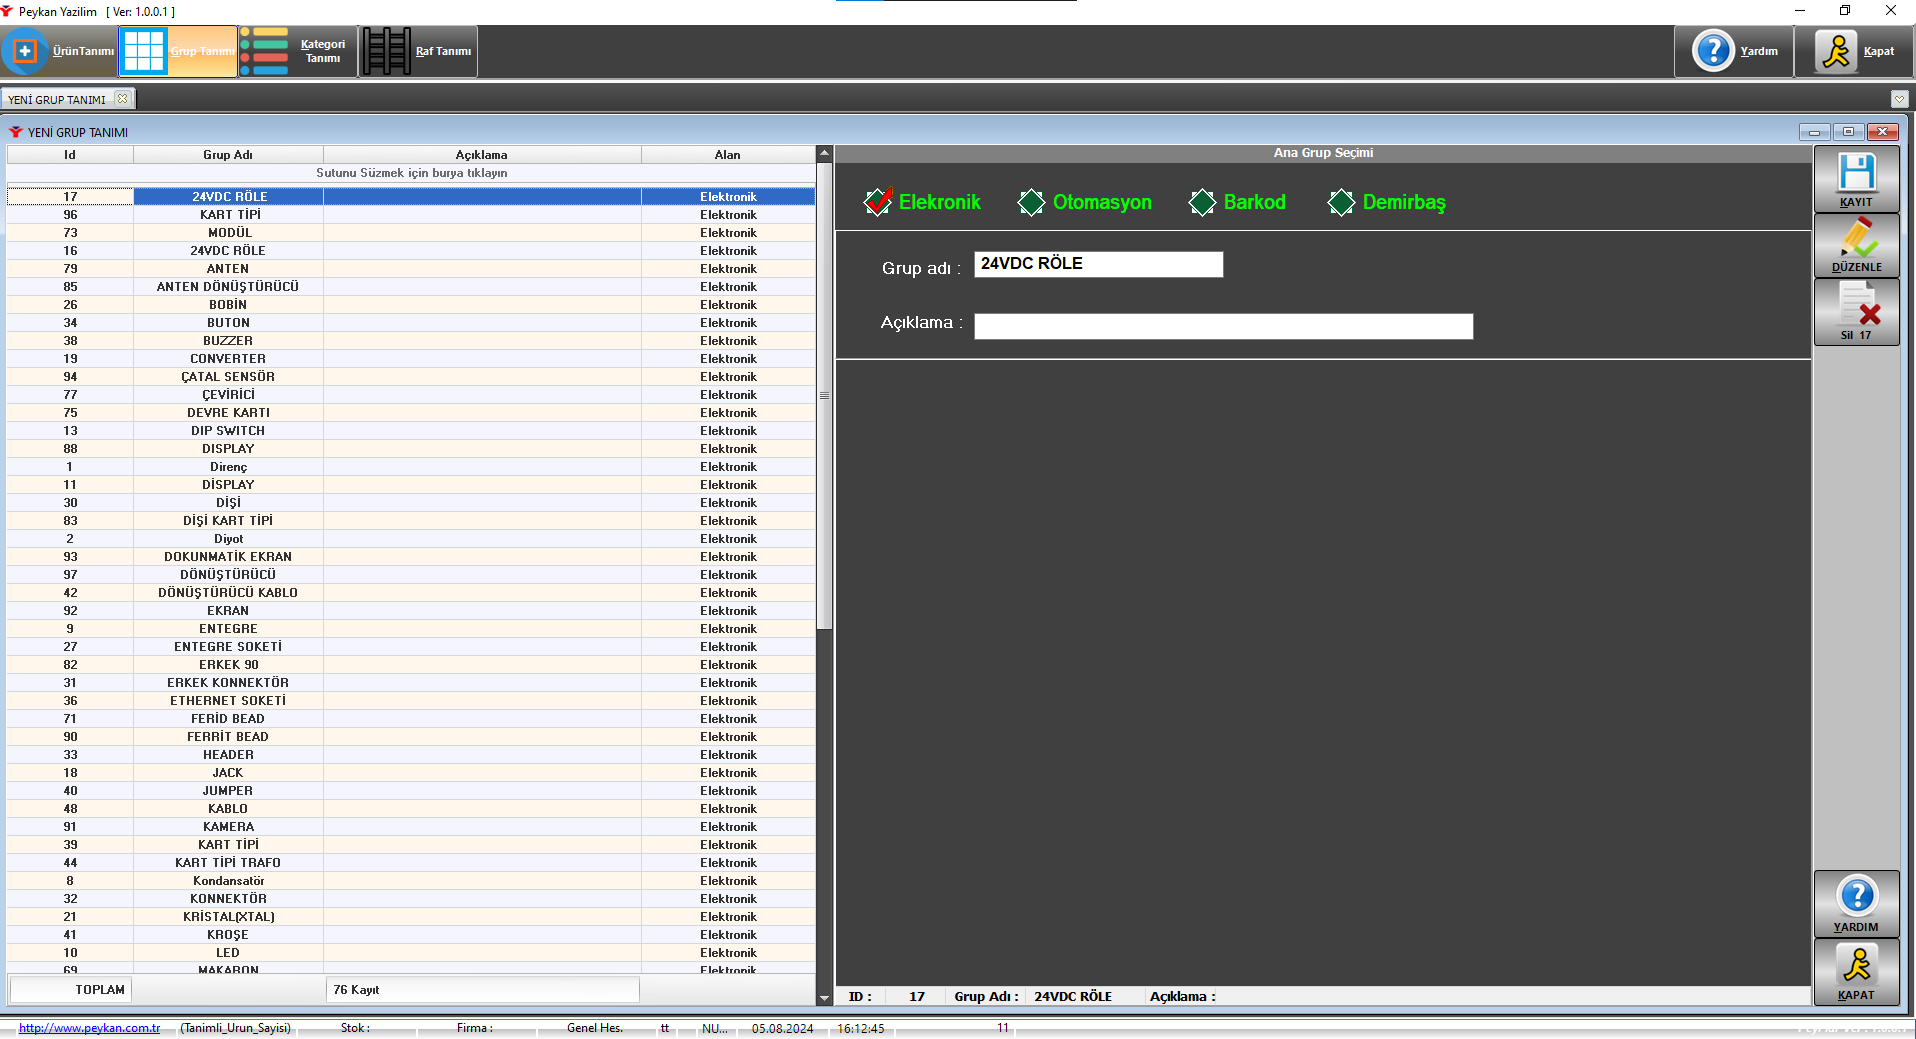 Peykan Yazilim [ Ver: 1.0.0.1 ]
ÜrünTanımı Grup Tanımı Kategori Tanımı Raf Tanımı Yardım Kapat
YENİ GRUP TANIMI
YENİ GRUP TANIMI
Id Grup Adı Açıklama Alan
Sutunu Süzmek için burya tıklayın
17 24VDC RÖLE Elektronik
96 KART TİPİ Elektronik
73 MODÜL Elektronik
16 24VDC RÖLE Elektronik
79 ANTEN Elektronik
85 ANTEN DÖNÜŞTÜRÜCÜ Elektronik
26 BOBİN Elektronik
34 BUTON Elektronik
38 BUZZER Elektronik
19 CONVERTER Elektronik
94 ÇATAL SENSÖR Elektronik
77 ÇEVİRİCİ Elektronik
75 DEVRE KARTI Elektronik
13 DIP SWITCH Elektronik
88 DISPLAY Elektronik
1 Direnç Elektronik
11 DİSPLAY Elektronik
30 DİŞİ Elektronik
83 DİŞİ KART TİPİ Elektronik
2 Diyot Elektronik
93 DOKUNMATİK EKRAN Elektronik
97 DÖNÜŞTÜRÜCÜ Elektronik
42 DÖNÜŞTÜRÜCÜ KABLO Elektronik
92 EKRAN Elektronik
9 ENTEGRE Elektronik
27 ENTEGRE SOKETİ Elektronik
82 ERKEK 90 Elektronik
31 ERKEK KONNEKTÖR Elektronik
36 ETHERNET SOKETİ Elektronik
71 FERİD BEAD Elektronik
90 FERRİT BEAD Elektronik
33 HEADER Elektronik
18 JACK Elektronik
40 JUMPER Elektronik
48 KABLO Elektronik
91 KAMERA Elektronik
39 KART TİPİ Elektronik
44 KART TİPİ TRAFO Elektronik
8 Kondansatör Elektronik
32 KONNEKTÖR Elektronik
21 KRİSTAL(XTAL) Elektronik
41 KROŞE Elektronik
10 LED Elektronik
69 MAKARON Elektronik
TOPLAM 76 Kayıt
Ana Grup Seçimi
Elekronik Otomasyon Barkod Demirbaş
Grup adı : 24VDC RÖLE
Açıklama :
KAYIT
DÜZENLE
Sil 17
YARDIM
KAPAT
ID : 17 Grup Adı : 24VDC RÖLE Açıklama :
http://www.peykan.com.tr (Tanimli_Urun_Sayisi) Stok : Firma : Genel Hes. tt NU... 05.08.2024 16:12:45 11